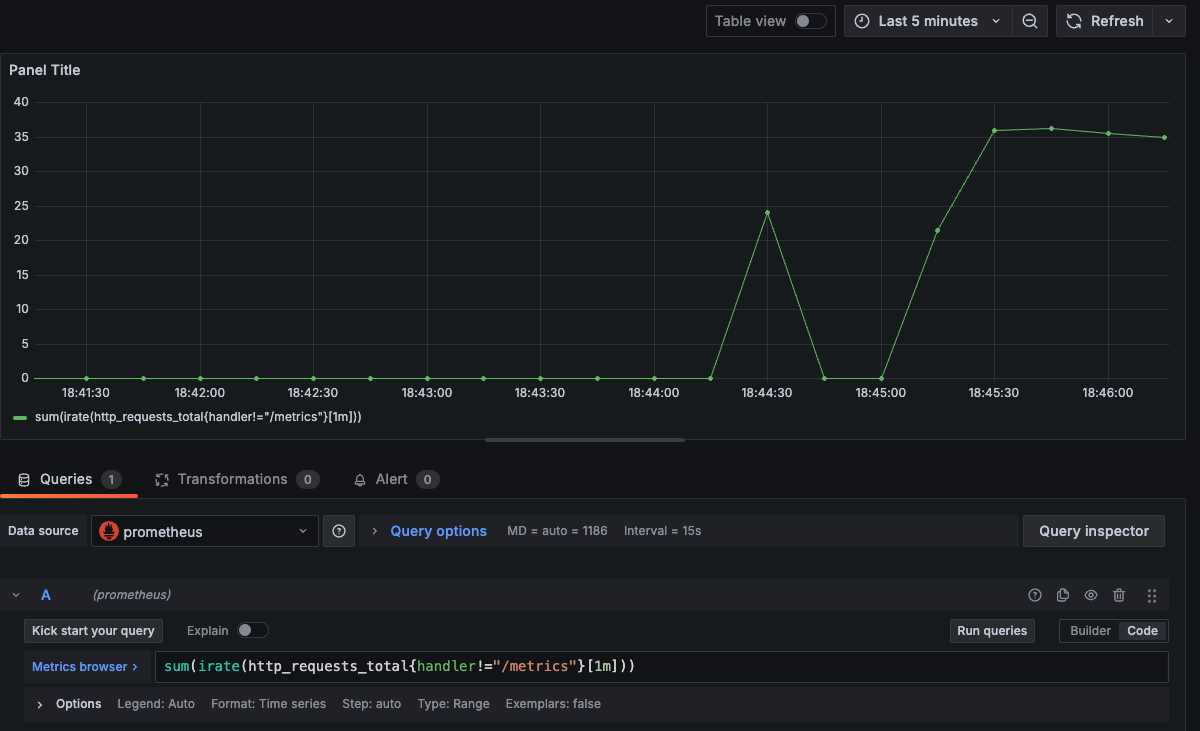 Table view Last 5 minutes Refresh
Panel Title
40
35
30
25
20
15
10
5
0
18:41:30 18:42:00 18:42:30 18:43:00 18:43:30 18:44:00 18:44:30 18:45:00 18:45:30 18:46:00
sum(irate(http_requests_total{handler!="/metrics"}[1m]))
Queries 1 Transformations 0 Alert 0
Data source prometheus Query options MD = auto = 1186 Interval = 15s Query inspector
A (prometheus)
Kick start your query Explain Run queries Builder Code
Metrics browser > sum(irate(http_requests_total{handler!="/metrics"}[1m]))
Options Legend: Auto Format: Time series Step: auto Type: Range Exemplars: false